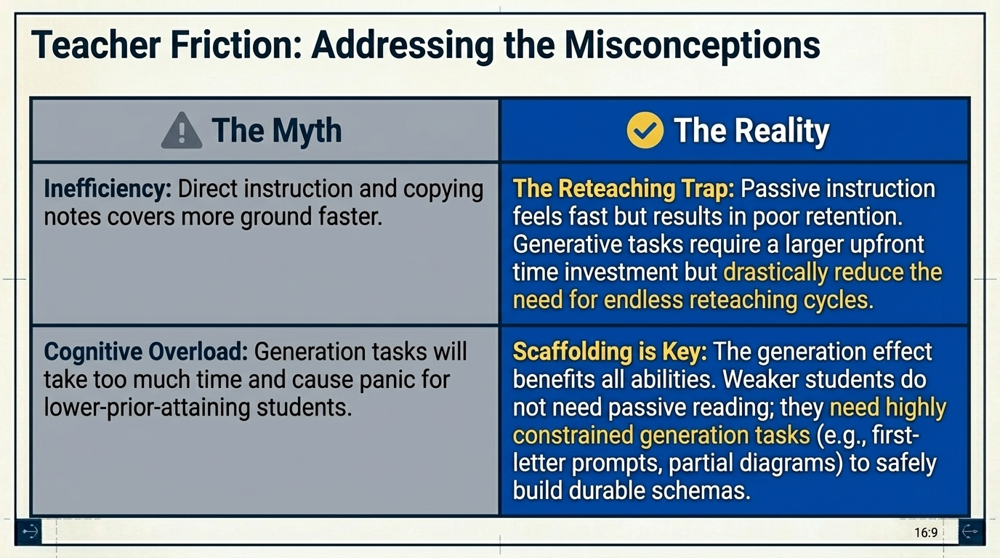 Teacher Friction: Addressing the Misconceptions
The Myth
The Reality
Inefficiency: Direct instruction and copying
notes covers more ground faster.
The Reteaching Trap: Passive instruction
feels fast but results in poor retention.
Generative tasks require a larger upfront
time investment but drastically reduce the
need for endless reteaching cycles.
Cognitive Overload: Generation tasks will
take too much time and cause panic for
lower-prior-attaining students.
Scaffolding is Key: The generation effect
benefits all abilities. Weaker students do
not need passive reading; they need highly
constrained generation tasks (e.g., first-
letter prompts, partial diagrams) to safely
build durable schemas.
16:9